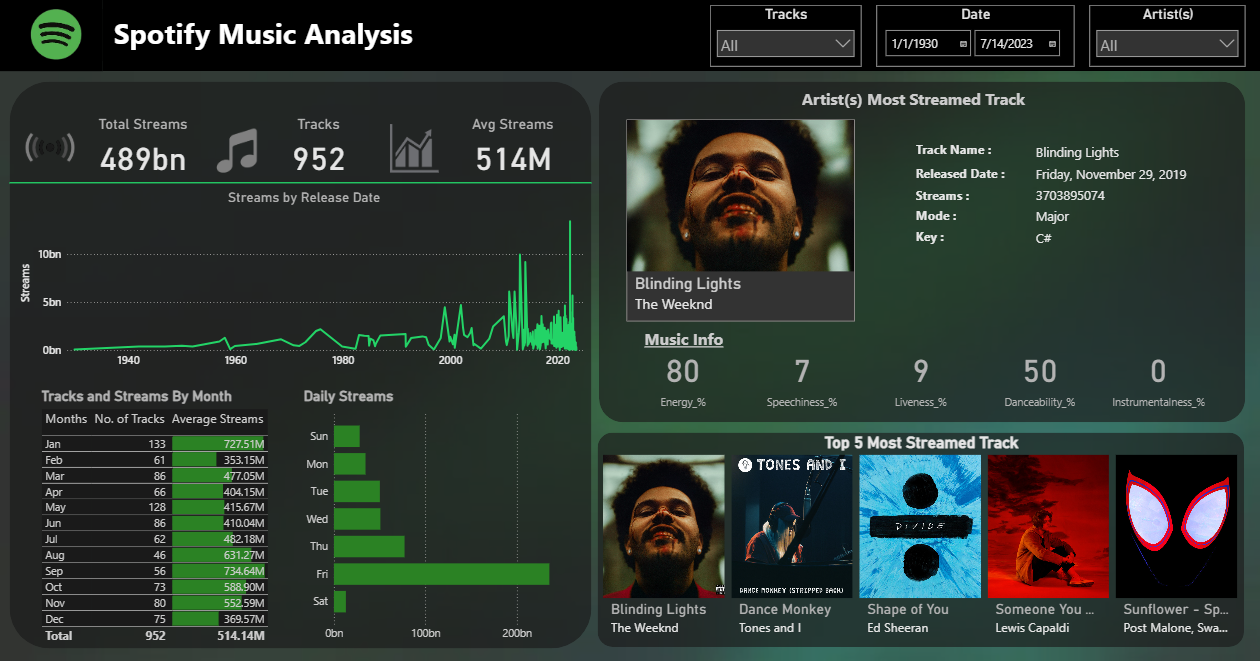 Spotify Music Analysis
Tracks
All
Date
1/1/1930 7/14/2023
Artist(s)
All
Total Streams
489bn
Tracks
952
Avg Streams
514M
Streams by Release Date
Streams
10bn
5bn
0bn
1940 1960 1980 2000 2020
Tracks and Streams By Month
Months No. of Tracks Average Streams
Jan 133 727.51M
Feb 61 353.15M
Mar 86 477.05M
Apr 66 404.15M
May 128 415.67M
Jun 86 410.04M
Jul 62 482.18M
Aug 46 631.27M
Sep 56 734.64M
Oct 73 588.90M
Nov 80 552.59M
Dec 75 369.57M
Total 952 514.14M
Daily Streams
Sun
Mon
Tue
Wed
Thu
Fri
Sat
0bn 100bn 200bn
Artist(s) Most Streamed Track
Blinding Lights
The Weeknd
Track Name : Blinding Lights
Released Date : Friday, November 29, 2019
Streams : 3703895074
Mode : Major
Key : C#
Music Info
80 7 9 50 0
Energy_% Speechiness_% Liveness_% Danceability_% Instrumentalness_%
Top 5 Most Streamed Track
TONES AND I
DANCE MONKEY (STRIPPED BACK)
DIVIDE
Blinding Lights
The Weeknd
Dance Monkey
Tones and I
Shape of You
Ed Sheeran
Someone You ...
Lewis Capaldi
Sunflower - Sp...
Post Malone, Swa...